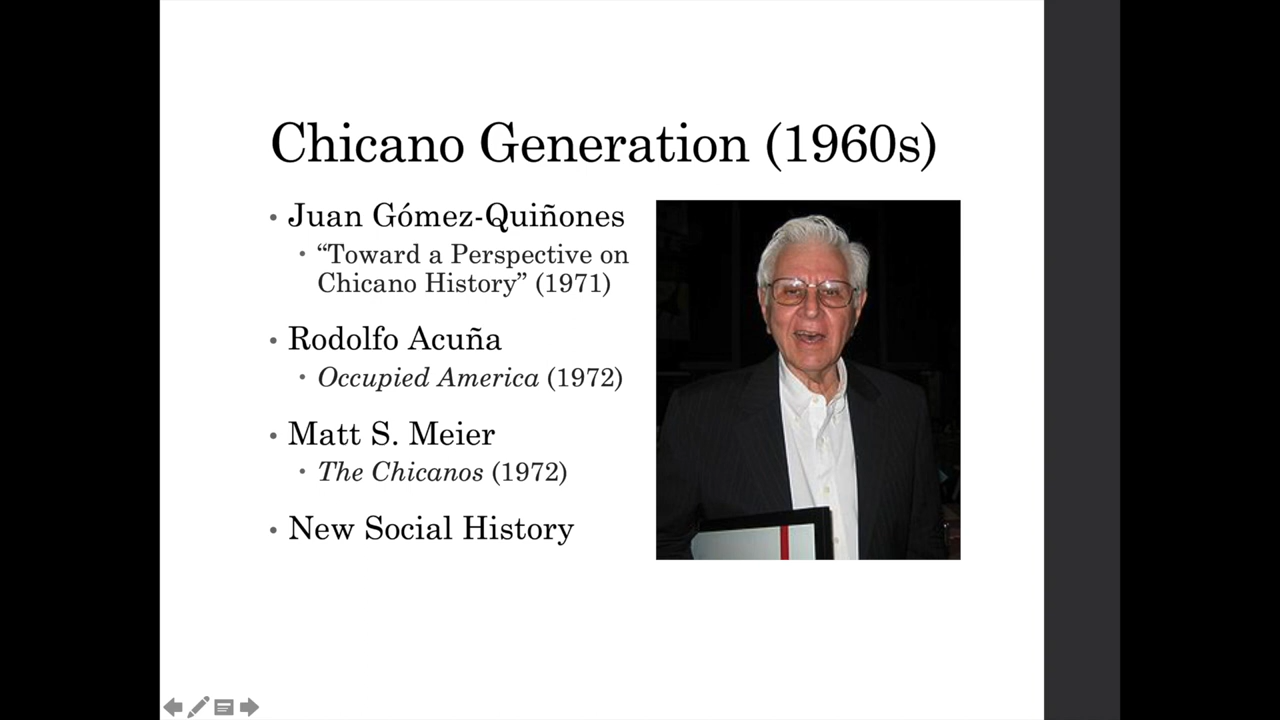 Chicano Generation (1960s)
• Juan Gómez-Quiñones
• “Toward a Perspective on
Chicano History” (1971)
• Rodolfo Acuña
• Occupied America (1972)
• Matt S. Meier
• The Chicanos (1972)
• New Social History